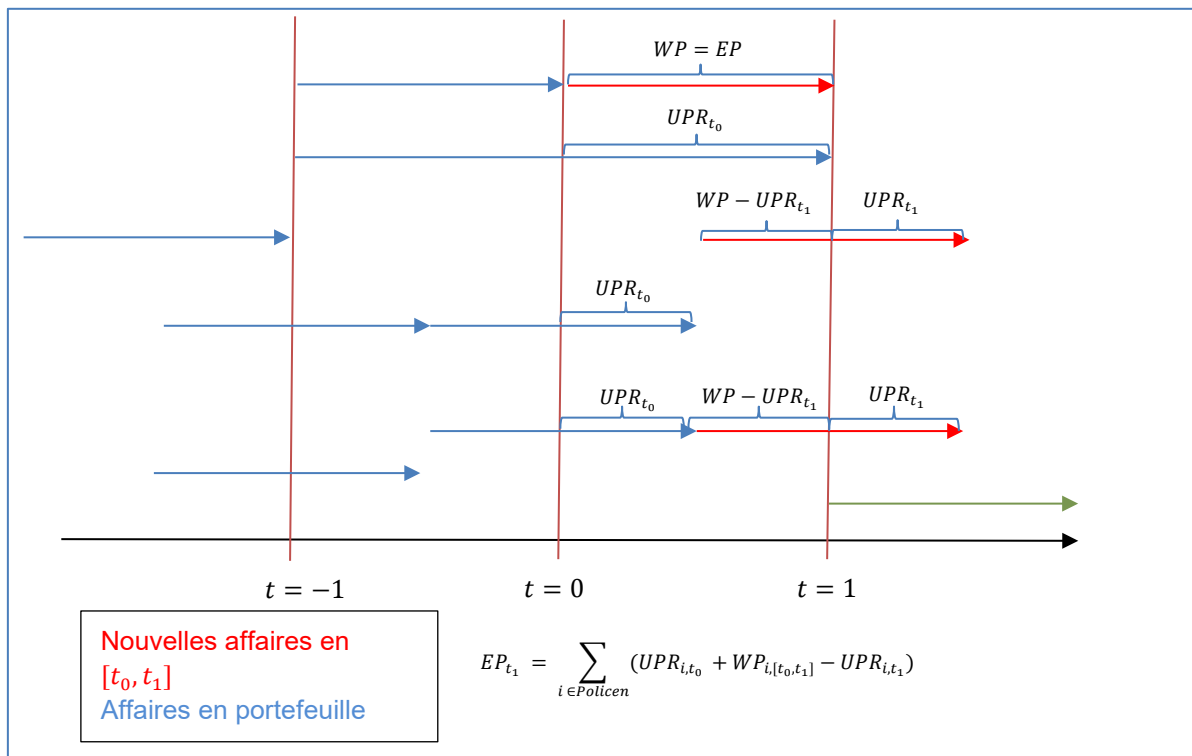 WP = EP
UPR_{t_0}
WP − UPR_{t_1} UPR_{t_1}
UPR_{t_0}
UPR_{t_0} WP − UPR_{t_1} UPR_{t_1}
t = −1 t = 0 t = 1
Nouvelles affaires en
[t_0, t_1]
Affaires en portefeuille
EP_{t_1} = ∑_{i ∈Policen} (UPR_{i,t_0} + WP_{i,[t_0,t_1]} − UPR_{i,t_1})